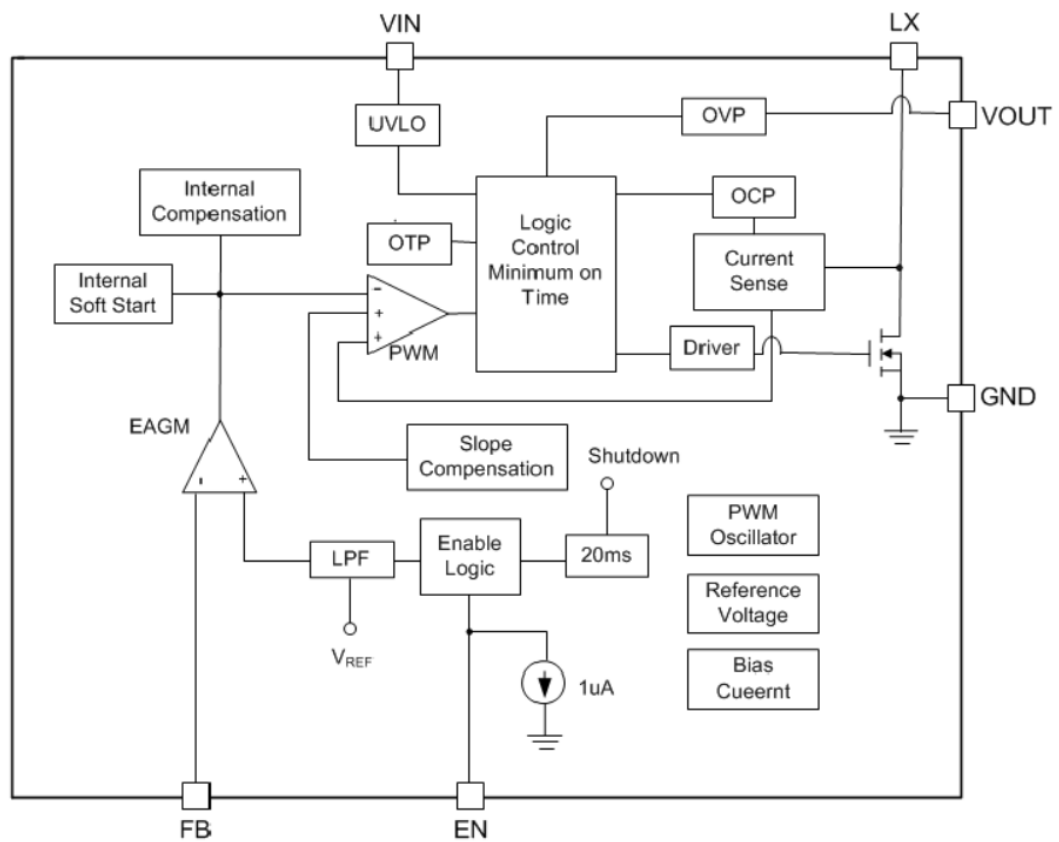 VIN
LX
UVLO
OVP
VOUT
Internal
Compensation
OCP
OTP
Logic
Control
Minimum on
Time
Current
Sense
Internal
Soft Start
−
+
+
PWM
Driver
GND
EAGM
Slope
Compensation
Shutdown
-
+
PWM
Oscillator
LPF
Enable
Logic
20ms
Reference
Voltage
VREF
1uA
Bias
Cueernt
FB
EN